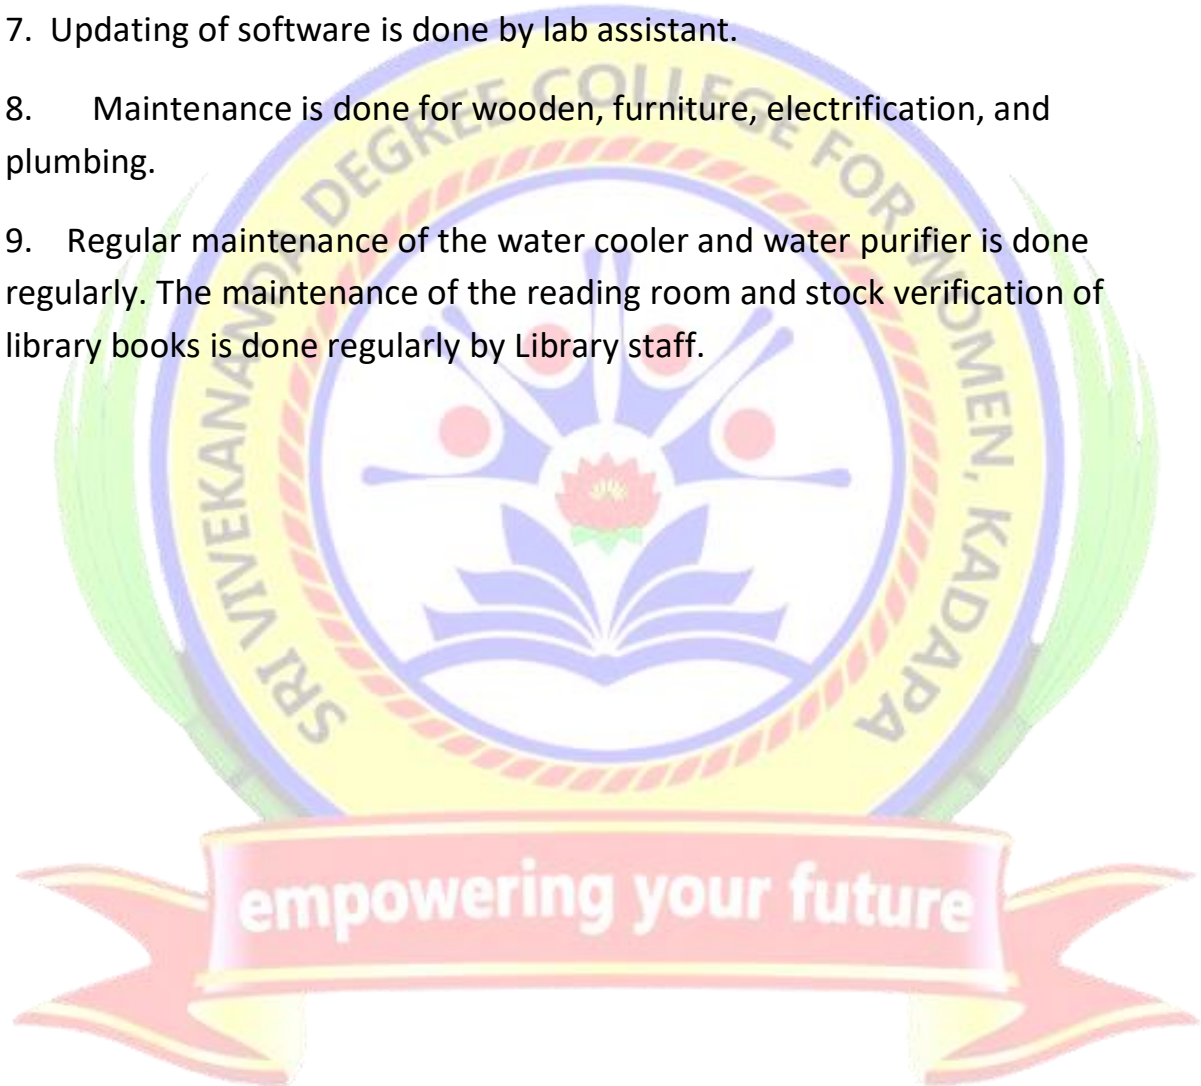 7. Updating of software is done by lab assistant.
8. Maintenance is done for wooden, furniture, electrification, and
plumbing.
9. Regular maintenance of the water cooler and water purifier is done
regularly. The maintenance of the reading room and stock verification of
library books is done regularly by Library staff.
SRI VIVEKANANDA DEGREE COLLEGE FOR WOMEN, KADAPA
empowering your future